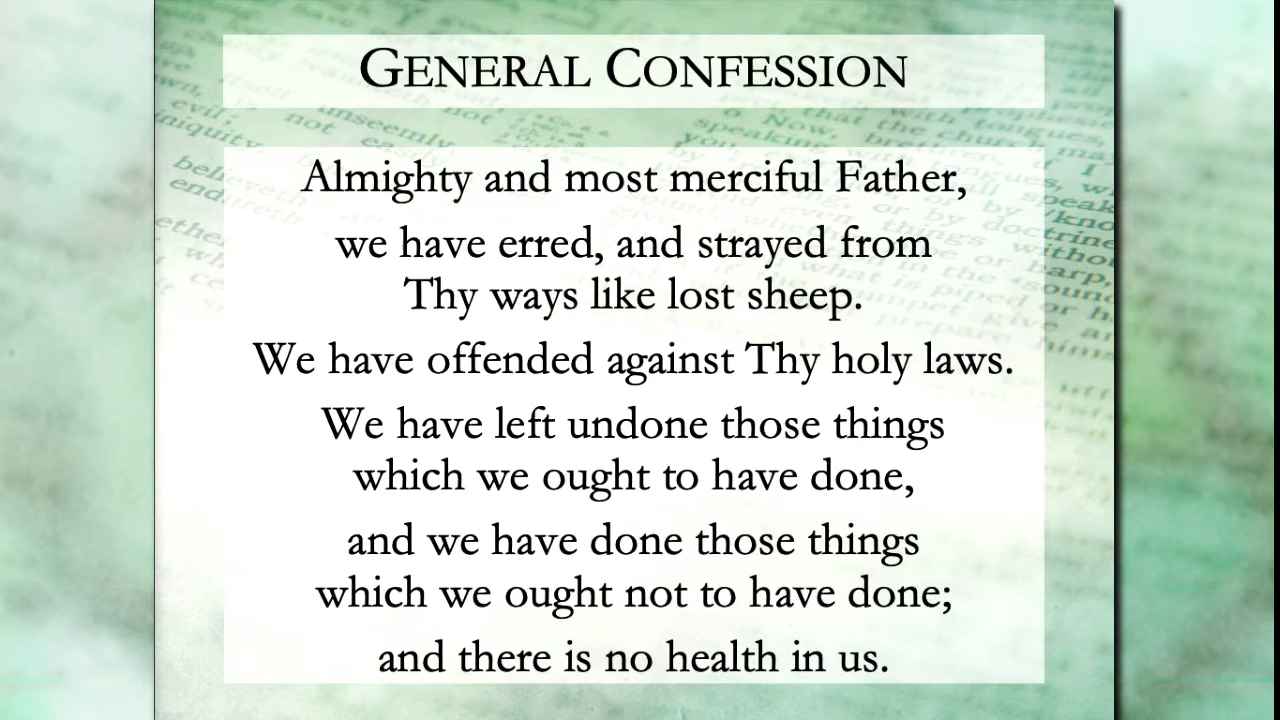 GENERAL CONFESSION
Almighty and most merciful Father,
we have erred, and strayed from
Thy ways like lost sheep.
We have offended against Thy holy laws.
We have left undone those things
which we ought to have done,
and we have done those things
which we ought not to have done;
and there is no health in us.